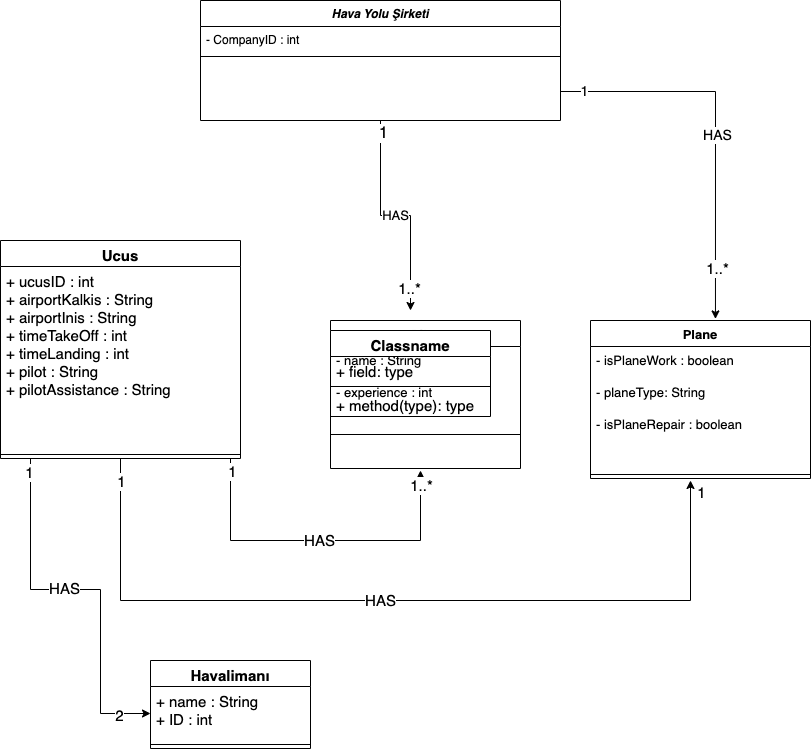 Hava Yolu Şirketi
- CompanyID : int
1
1
HAS
HAS
1..*
1..*
Ucus
+ ucusID : int
+ airportKalkis : String
+ airportInis : String
+ timeTakeOff : int
+ timeLanding : int
+ pilot : String
+ pilotAssistance : String
Classname
- name : String
+ field: type
- experience : int
+ method(type): type
Plane
- isPlaneWork : boolean
- planeType: String
- isPlaneRepair : boolean
1
1
1
1..*
1
HAS
HAS
HAS
2
Havalimanı
+ name : String
+ ID : int